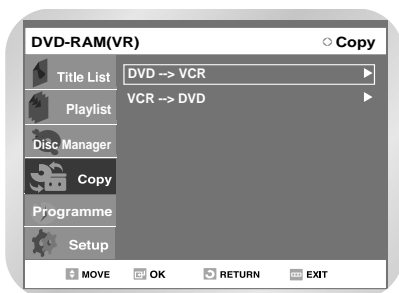 DVD-RAM(VR) Copy
Title List
DVD --> VCR
Playlist
VCR --> DVD
Disc Manager
Copy
Programme
Setup
MOVE OK RETURN EXIT